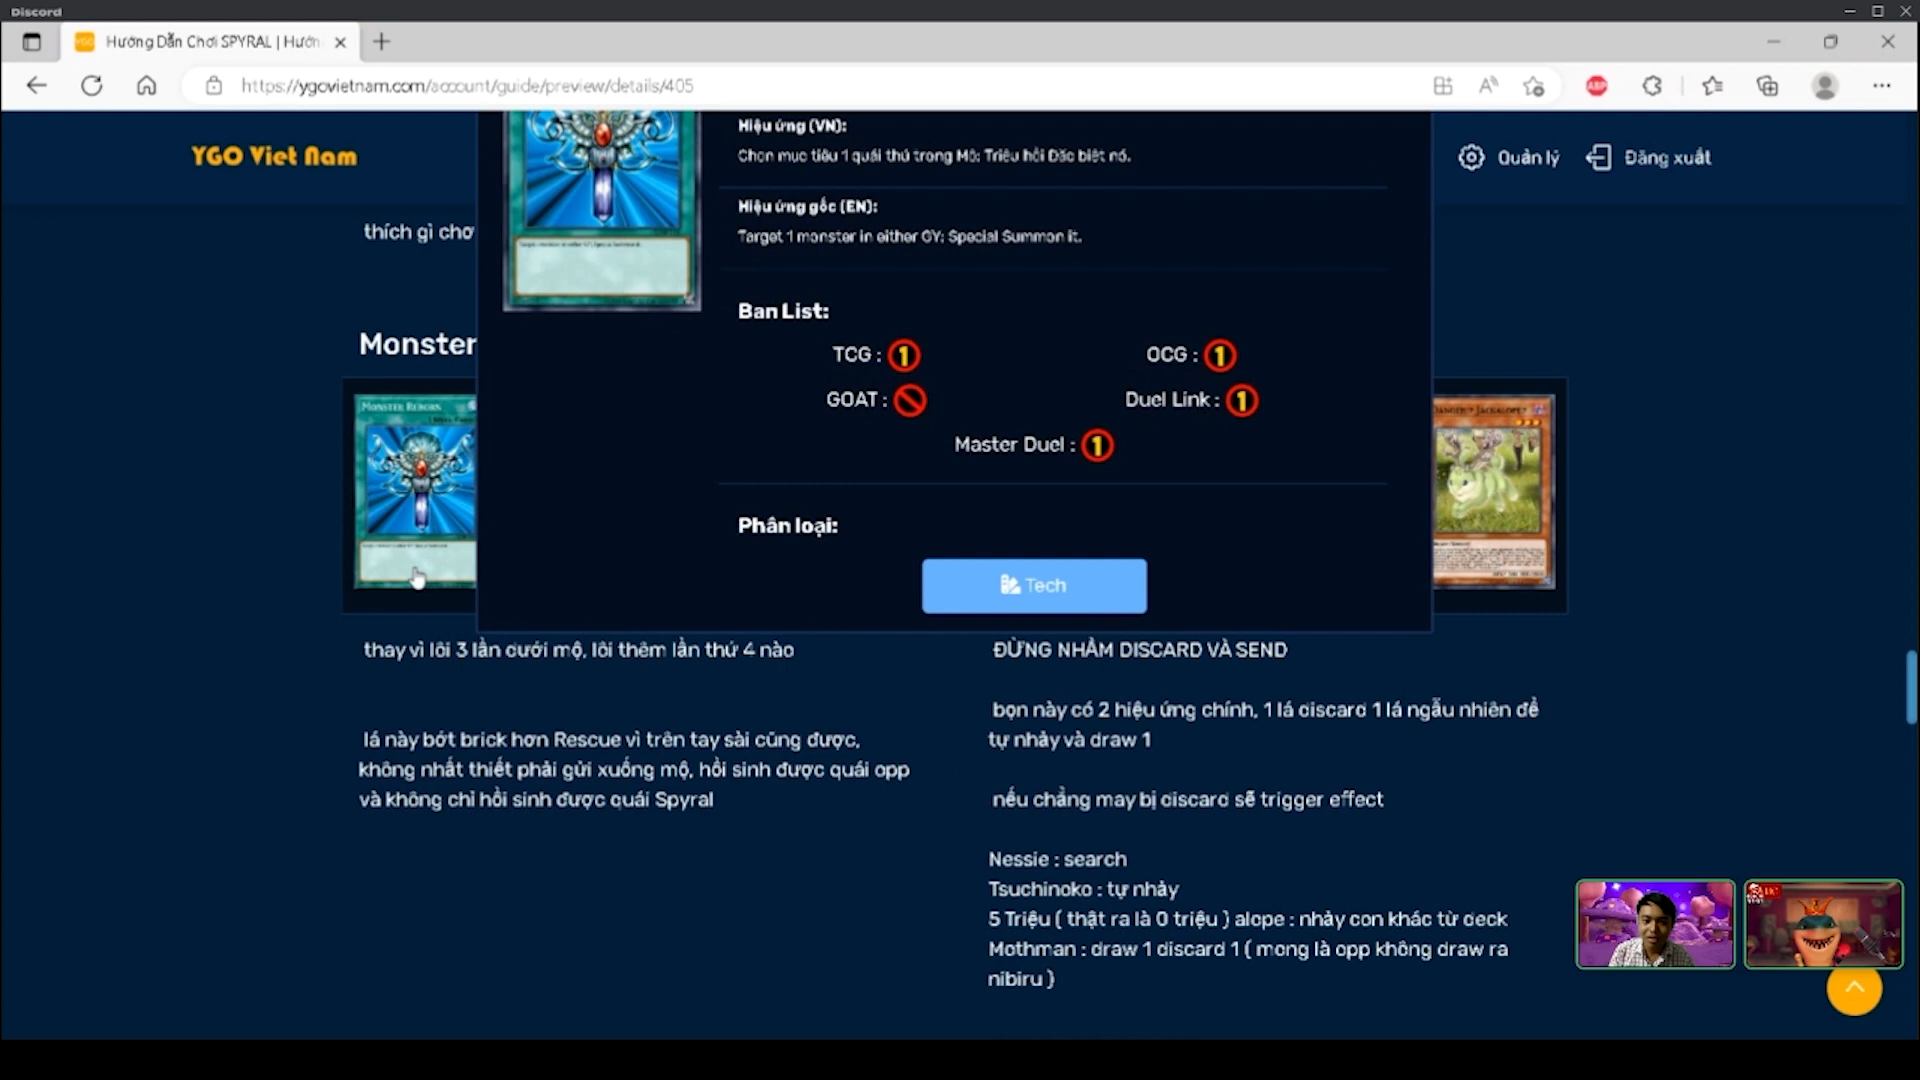 Discord
Hướng Dẫn Chơi SPYRAL | Hướn
https://ygovietnam.com/account/guide/preview/details/405
ABP
YGO Viet Nam
Quản lý
Đăng xuất
Hiệu ứng (VN):
Chọn mục tiêu 1 quái thú trong Mộ; Triệu hồi Đặc biệt nó.
Hiệu ứng gốc (EN):
Target 1 monster in either GY; Special Summon it.
thích gì chơ
Ban List:
TCG : 1
OCG : 1
GOAT :
Duel Link : 1
Master Duel : 1
Phân loại:
Tech
Monster
MONSTER REBORN
DANGER! JACKALOPE?
thay vì lôi 3 lần dưới mộ, lôi thêm lần thứ 4 nào
lá này bớt brick hơn Rescue vì trên tay sài cũng được,
không nhất thiết phải gửi xuống mộ, hồi sinh được quái opp
và không chỉ hồi sinh được quái Spyral
ĐỪNG NHẦM DISCARD VÀ SEND
bọn này có 2 hiệu ứng chính, 1 lá discard 1 lá ngẫu nhiên để
tự nhảy và draw 1
nếu chẳng may bị discard sẽ trigger effect
Nessie : search
Tsuchinoko : tự nhảy
5 Triệu ( thật ra là 0 triệu ) alope : nhảy con khác từ deck
Mothman : draw 1 discard 1 ( mong là opp không draw ra
nibiru )